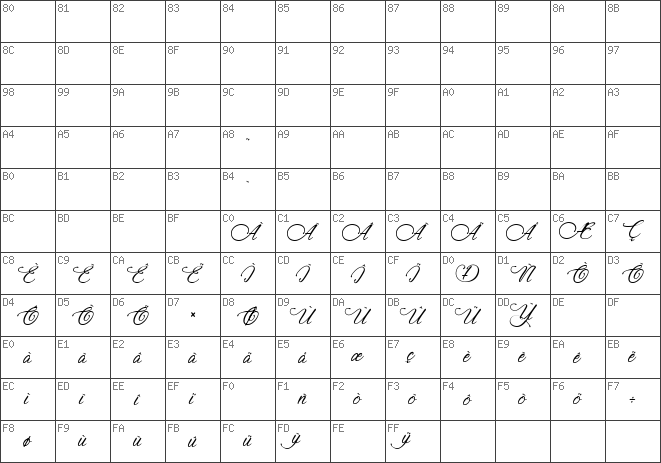 80 81 82 83 84 85 86 87 88 89 8A 8B
8C 8D 8E 8F 90 91 92 93 94 95 96 97
98 99 9A 9B 9C 9D 9E 9F A0 A1 A2 A3
A4 A5 A6 A7 A8 ¨ A9 AA AB AC AD AE AF
B0 B1 B2 B3 B4 ´ B5 B6 B7 B8 B9 BA BB
BC BD BE BF C0 À C1 Á C2 Â C3 Ã C4 Ä C5 Å C6 Æ C7 Ç
C8 È C9 É CA Ê CB Ë CC Ì CD Í CE Î CF Ï D0 Ð D1 Ñ D2 Ò D3 Ó
D4 Ô D5 Õ D6 Ö D7 × D8 Ø D9 Ù DA Ú DB Û DC Ü DD Ý DE DF
E0 à E1 á E2 â E3 ã E4 ä E5 å E6 æ E7 ç E8 è E9 é EA ê EB ë
EC ì ED í EE î EF ï F0 F1 ñ F2 ò F3 ó F4 ô F5 õ F6 ö F7 ÷
F8 ø F9 ù FA ú FB û FC ü FD ý FE FF ÿ